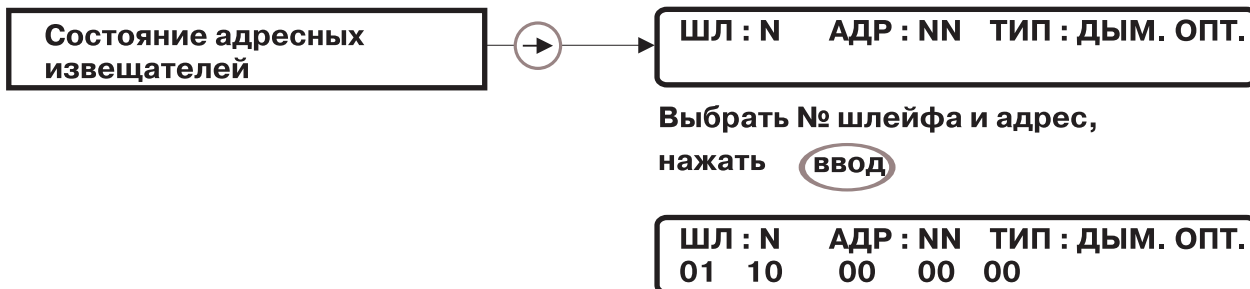 Состояние адресных
извещателей
ШЛ : N АДР : NN ТИП : ДЫМ. ОПТ.
Выбрать № шлейфа и адрес,
нажать ввод
ШЛ : N АДР : NN ТИП : ДЫМ. ОПТ.
01 10 00 00 00